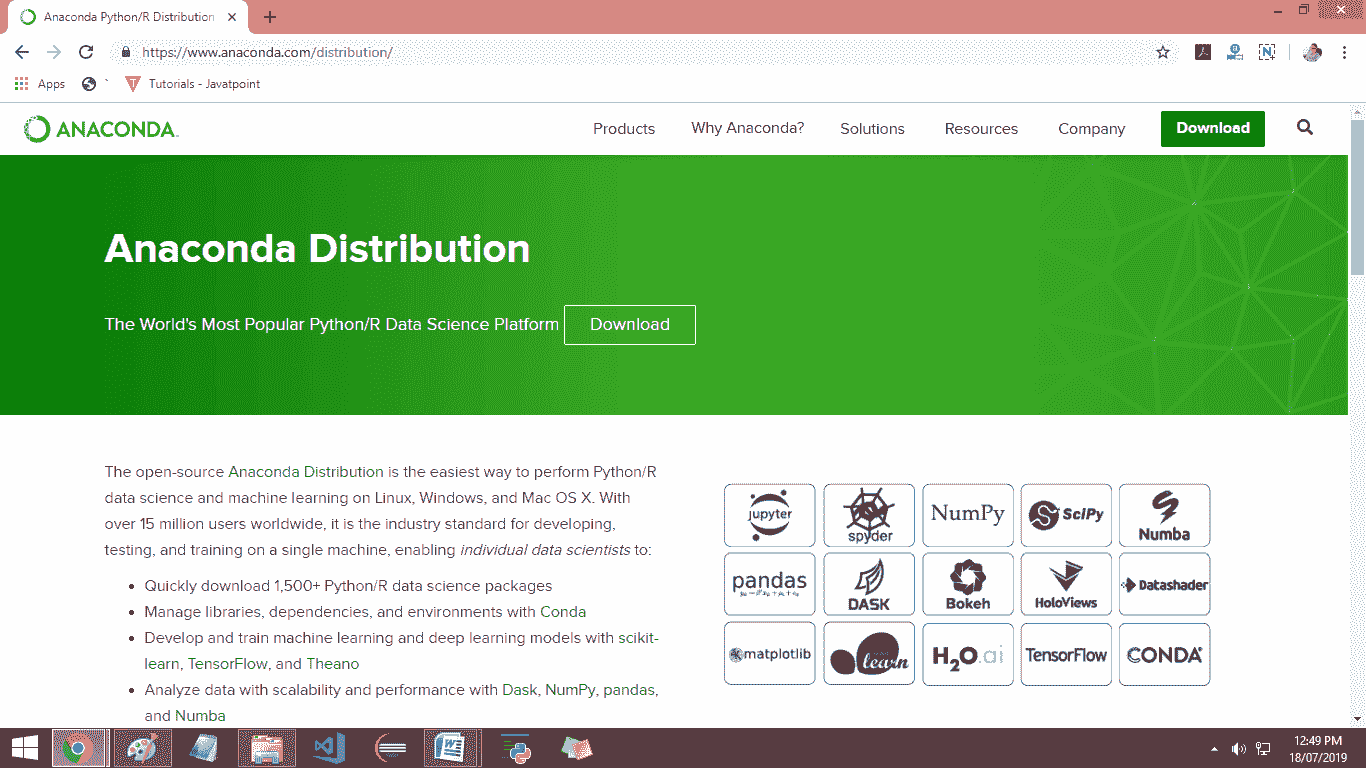 Anaconda Python/R Distribution
https://www.anaconda.com/distribution/
Apps
Tutorials - Javatpoint
ANACONDA
Products Why Anaconda? Solutions Resources Company Download
Anaconda Distribution
The World's Most Popular Python/R Data Science Platform Download
The open-source Anaconda Distribution is the easiest way to perform Python/R
data science and machine learning on Linux, Windows, and Mac OS X. With
over 15 million users worldwide, it is the industry standard for developing,
testing, and training on a single machine, enabling individual data scientists to:
• Quickly download 1,500+ Python/R data science packages
• Manage libraries, dependencies, and environments with Conda
• Develop and train machine learning and deep learning models with scikit-
learn, TensorFlow, and Theano
• Analyze data with scalability and performance with Dask, NumPy, pandas,
and Numba
jupyter spyder NumPy SciPy Numba
pandas DASK Bokeh HoloViews Datashader
matplotlib learn H2O.ai TensorFlow CONDA
12:49 PM
18/07/2019